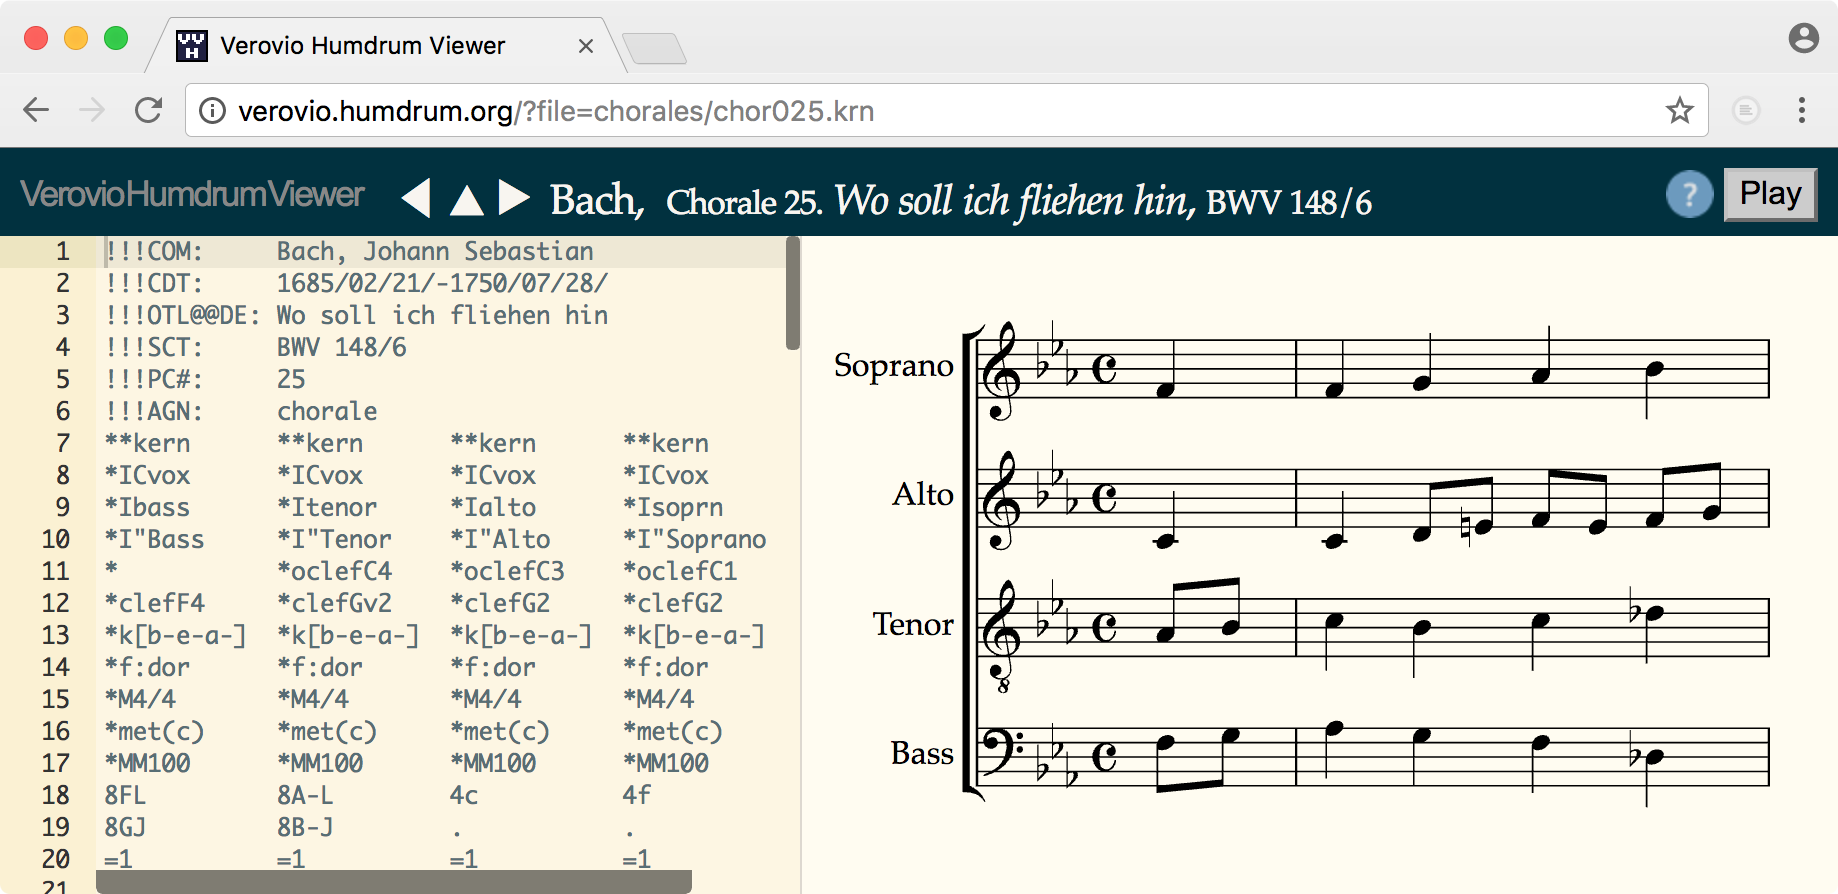 Verovio Humdrum Viewer
verovio.humdrum.org/?file=chorales/chor025.krn
VerovioHumdrumViewer Bach, Chorale 25. Wo soll ich fliehen hin, BWV 148/6 ? Play
1 !!!COM: Bach, Johann Sebastian
2 !!!CDT: 1685/02/21/-1750/07/28/
3 !!!OTL@@DE: Wo soll ich fliehen hin
4 !!!SCT: BWV 148/6
5 !!!PC#: 25
6 !!!AGN: chorale
7 **kern **kern **kern **kern
8 *ICvox *ICvox *ICvox *ICvox
9 *Ibass *Itenor *Ialto *Isoprn
10 *I"Bass *I"Tenor *I"Alto *I"Soprano
11 * *oclefC4 *oclefC3 *oclefC1
12 *clefF4 *clefGv2 *clefG2 *clefG2
13 *k[b-e-a-] *k[b-e-a-] *k[b-e-a-] *k[b-e-a-]
14 *f:dor *f:dor *f:dor *f:dor
15 *M4/4 *M4/4 *M4/4 *M4/4
16 *met(c) *met(c) *met(c) *met(c)
17 *MM100 *MM100 *MM100 *MM100
18 8FL 8A-L 4c 4f
19 8GJ 8B-J . .
20 =1 =1 =1 =1
21
Soprano
Alto
Tenor
8
Bass